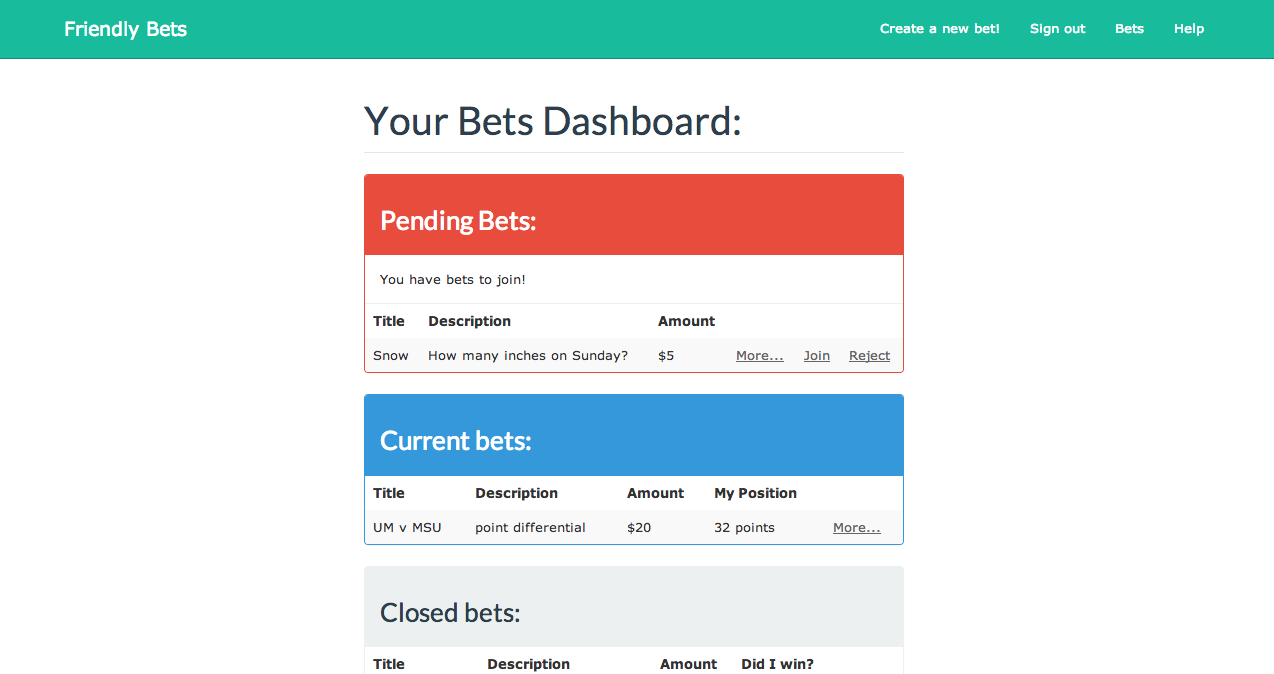 Friendly Bets Create a new bet! Sign out Bets Help
Your Bets Dashboard:
Pending Bets:
You have bets to join!
Title Description Amount
Snow How many inches on Sunday? $5 More... Join Reject
Current bets:
Title Description Amount My Position
UM v MSU point differential $20 32 points More...
Closed bets:
Title Description Amount Did I win?